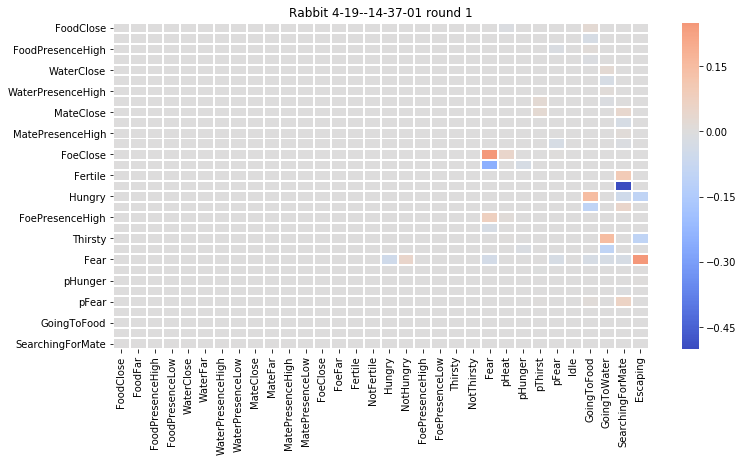 Rabbit 4-19--14-37-01 round 1
FoodClose
FoodPresenceHigh
WaterClose
WaterPresenceHigh
MateClose
MatePresenceHigh
FoeClose
Fertile
Hungry
FoePresenceHigh
Thirsty
Fear
pHunger
pFear
GoingToFood
SearchingForMate
0.15
0.00
−0.15
−0.30
−0.45
FoodClose
FoodFar
FoodPresenceHigh
FoodPresenceLow
WaterClose
WaterFar
WaterPresenceHigh
WaterPresenceLow
MateClose
MateFar
MatePresenceHigh
MatePresenceLow
FoeClose
FoeFar
Fertile
NotFertile
Hungry
NotHungry
FoePresenceHigh
FoePresenceLow
Thirsty
NotThirsty
Fear
pHeat
pHunger
pThirst
pFear
Idle
GoingToFood
GoingToWater
SearchingForMate
Escaping